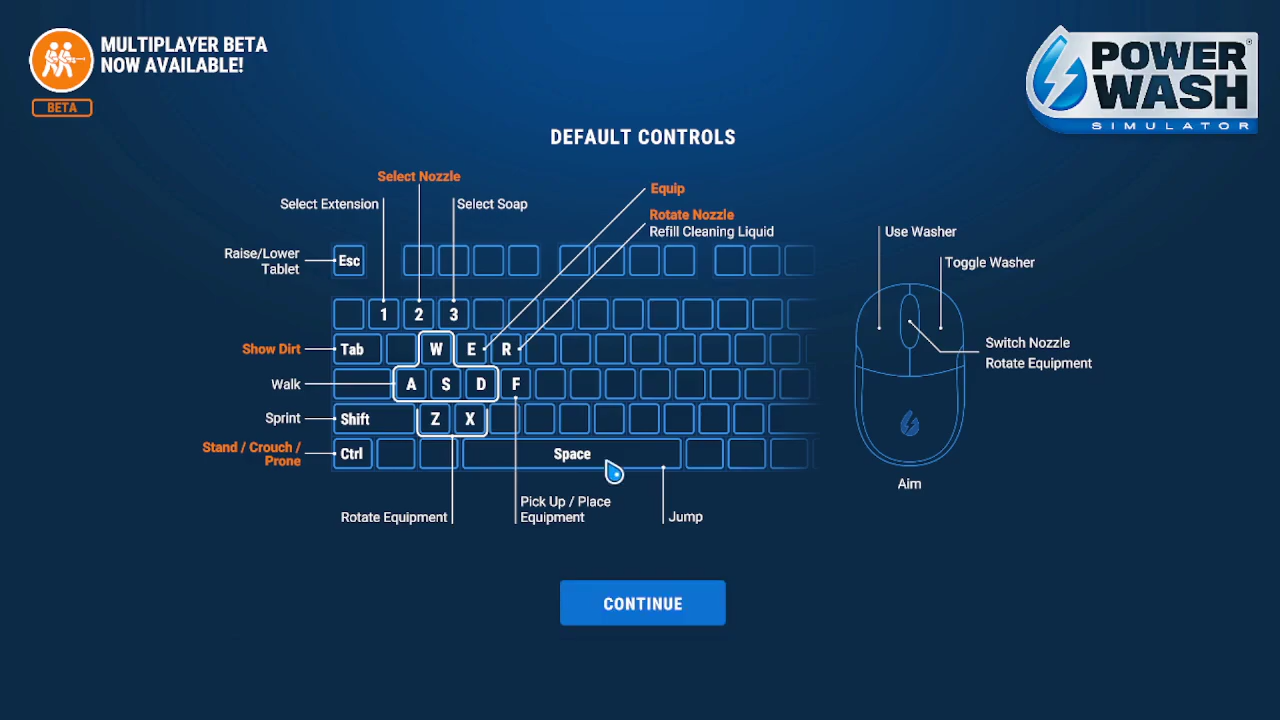 MULTIPLAYER BETA
NOW AVAILABLE!
BETA
POWER
WASH
SIMULATOR
DEFAULT CONTROLS
Select Nozzle
Select Extension
Select Soap
Equip
Rotate Nozzle
Refill Cleaning Liquid
Use Washer
Raise/Lower
Tablet
Esc
Toggle Washer
1 2 3
Show Dirt
Tab W E R
Switch Nozzle
Rotate Equipment
Walk
A S D F
Sprint
Shift Z X
Stand / Crouch /
Prone
Ctrl Space
Aim
Rotate Equipment
Pick Up / Place
Equipment
Jump
CONTINUE